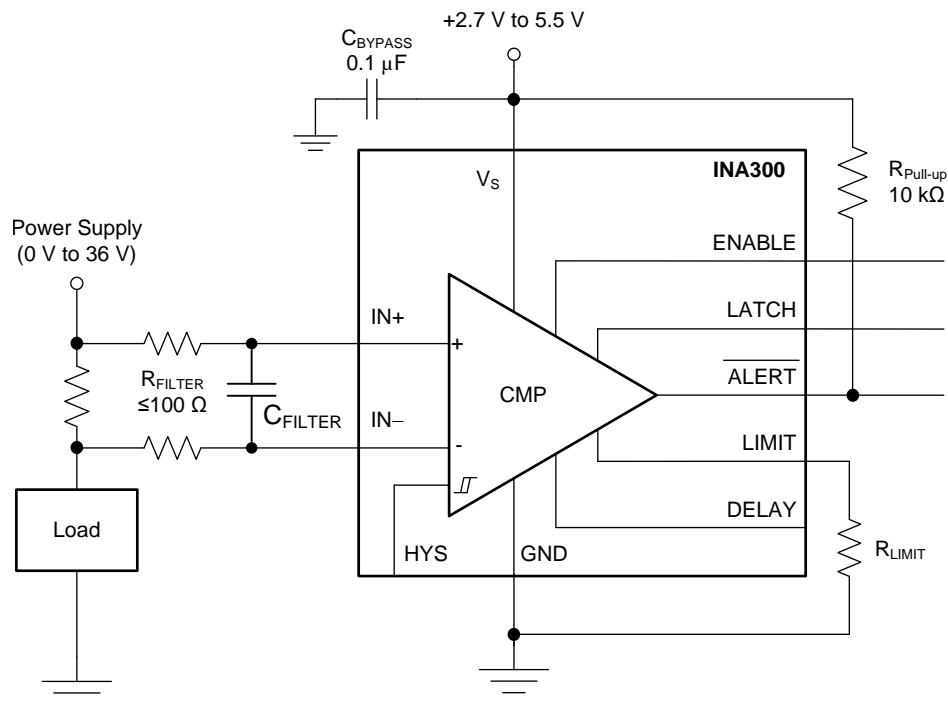 +2.7 V to 5.5 V
CBYPASS
0.1 μF
VS
INA300
RPull-up
10 kΩ
Power Supply
(0 V to 36 V)
ENABLE
IN+
LATCH
+
RFILTER
≤100 Ω
CFILTER
CMP
ALERT
IN−
-
LIMIT
Load
DELAY
HYS
GND
RLIMIT